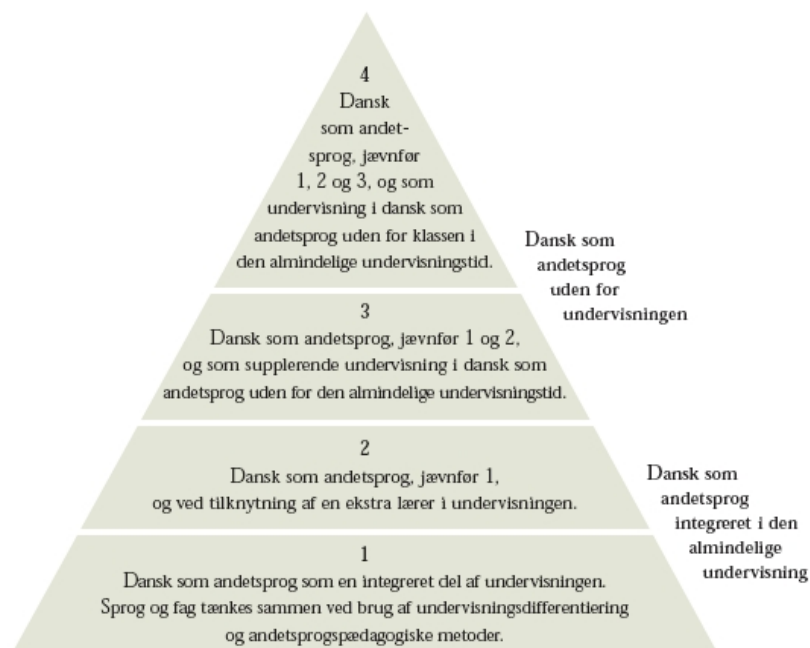 4
Dansk
som andet-
sprog, jævnfør
1, 2 og 3, og som
undervisning i dansk som
andetsprog uden for klassen i
den almindelige undervisningstid.
Dansk som
andetsprog
uden for
undervisningen
3
Dansk som andetsprog, jævnfør 1 og 2,
og som supplerende undervisning i dansk som
andetsprog uden for den almindelige undervisningstid.
2
Dansk som andetsprog, jævnfør 1,
og ved tilknytning af en ekstra lærer i undervisningen.
Dansk som
andetsprog
integreret i den
almindelige
undervisning
1
Dansk som andetsprog som en integreret del af undervisningen.
Sprog og fag tænkes sammen ved brug af undervisningsdifferentiering
og andetsprogspædagogiske metoder.